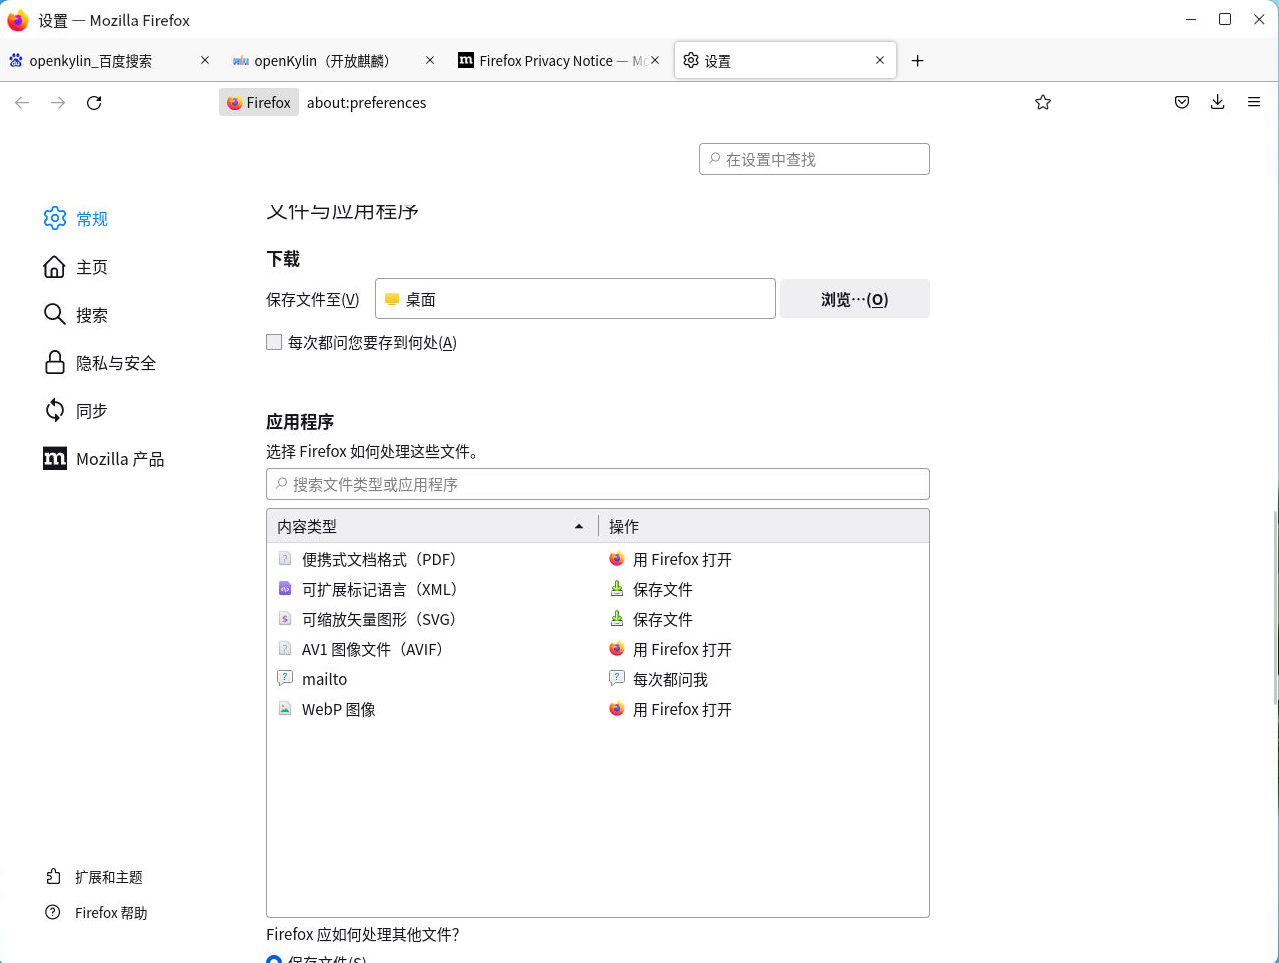 设置 — Mozilla Firefox
openkylin_百度搜索
openKylin（开放麒麟）
Firefox Privacy Notice — Mo
设置
Firefox about:preferences
在设置中查找
常规
主页
搜索
隐私与安全
同步
Mozilla 产品
扩展和主题
Firefox 帮助
文件与应用程序
下载
保存文件至(V) 桌面 浏览…(O)
每次都问您要存到何处(A)
应用程序
选择 Firefox 如何处理这些文件。
搜索文件类型或应用程序
内容类型 操作
便携式文档格式（PDF） 用 Firefox 打开
可扩展标记语言（XML） 保存文件
可缩放矢量图形（SVG） 保存文件
AV1 图像文件（AVIF） 用 Firefox 打开
mailto 每次都问我
WebP 图像 用 Firefox 打开
Firefox 应如何处理其他文件？
保存文件(S)